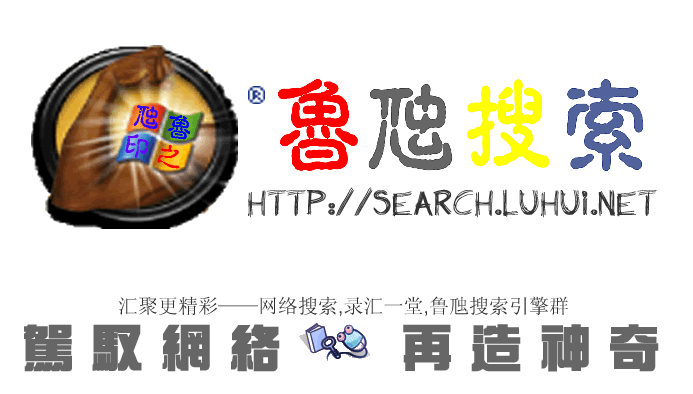 虺魯
印之
® 魯虺搜索
HTTP://SEARCH.LUHUI.NET
汇聚更精彩——网络搜索,录汇一堂,鲁虺搜索引擎群
駕馭網絡 再造神奇